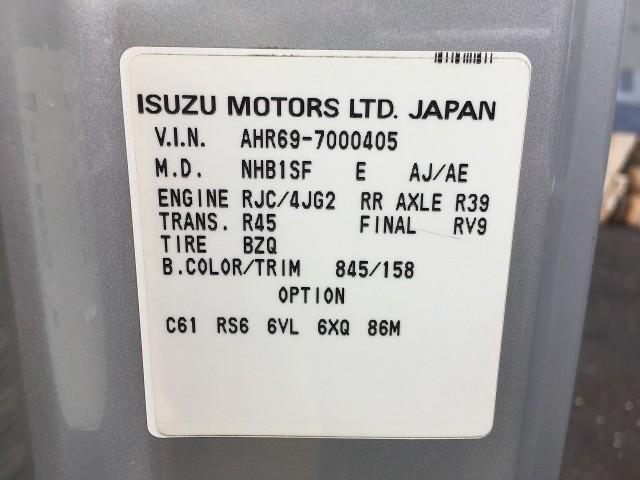 ISUZU MOTORS LTD. JAPAN
V.I.N. AHR69-7000405
M.D. NHB1SF E AJ/AE
ENGINE RJC/4JG2 RR AXLE R39
TRANS. R45 FINAL RV9
TIRE BZQ
B.COLOR/TRIM 845/158
OPTION
C61 RS6 6VL 6XQ 86M